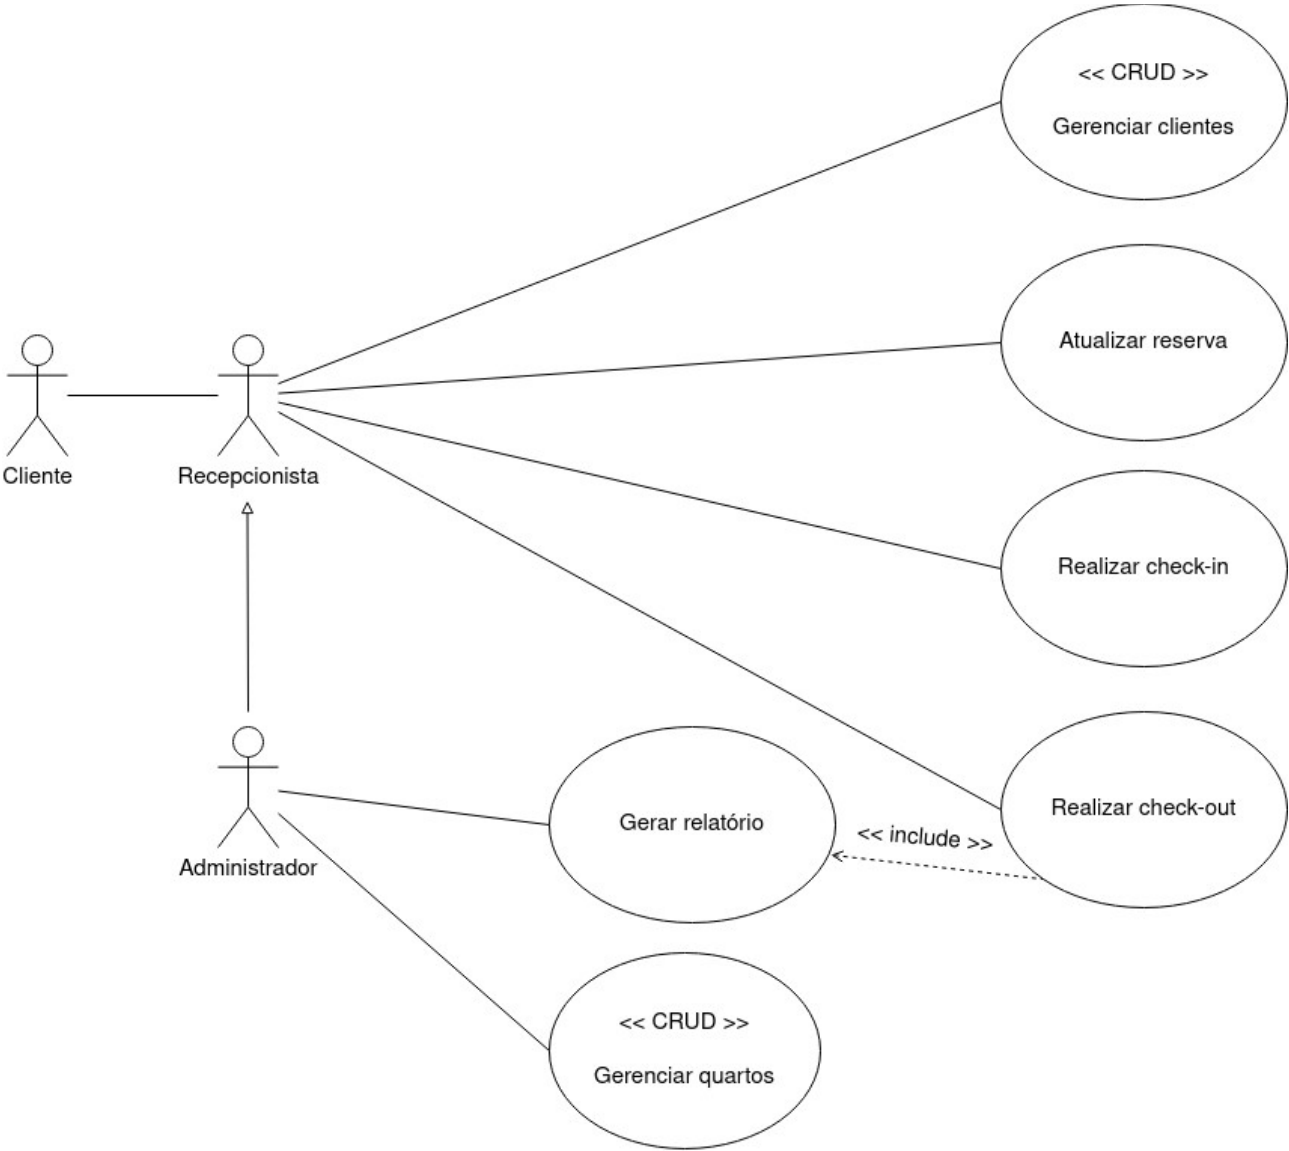 << CRUD >>
Gerenciar clientes
Atualizar reserva
Cliente
Recepcionista
Realizar check-in
Realizar check-out
Gerar relatório
<< include >>
Administrador
<< CRUD >>
Gerenciar quartos